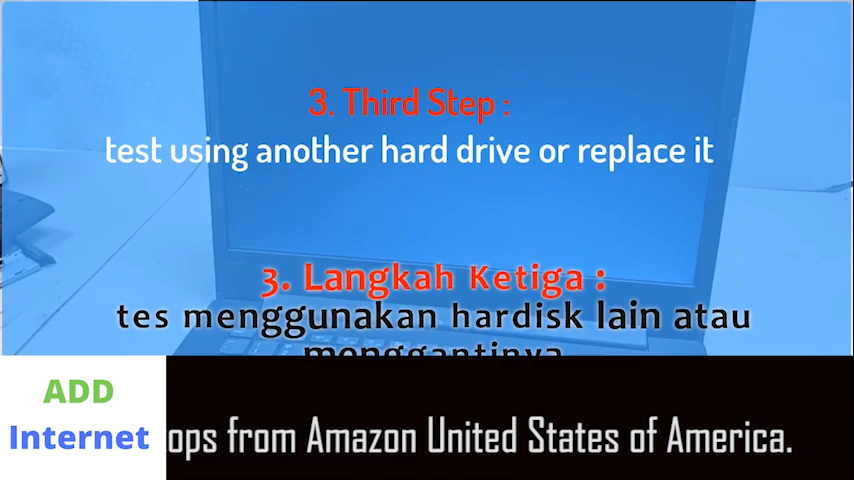 3. Third Step :
test using another hard drive or replace it
3. Langkah Ketiga :
tes menggunakan hardisk lain atau
menggantinya
ADD
Internet
ops from Amazon United States of America.